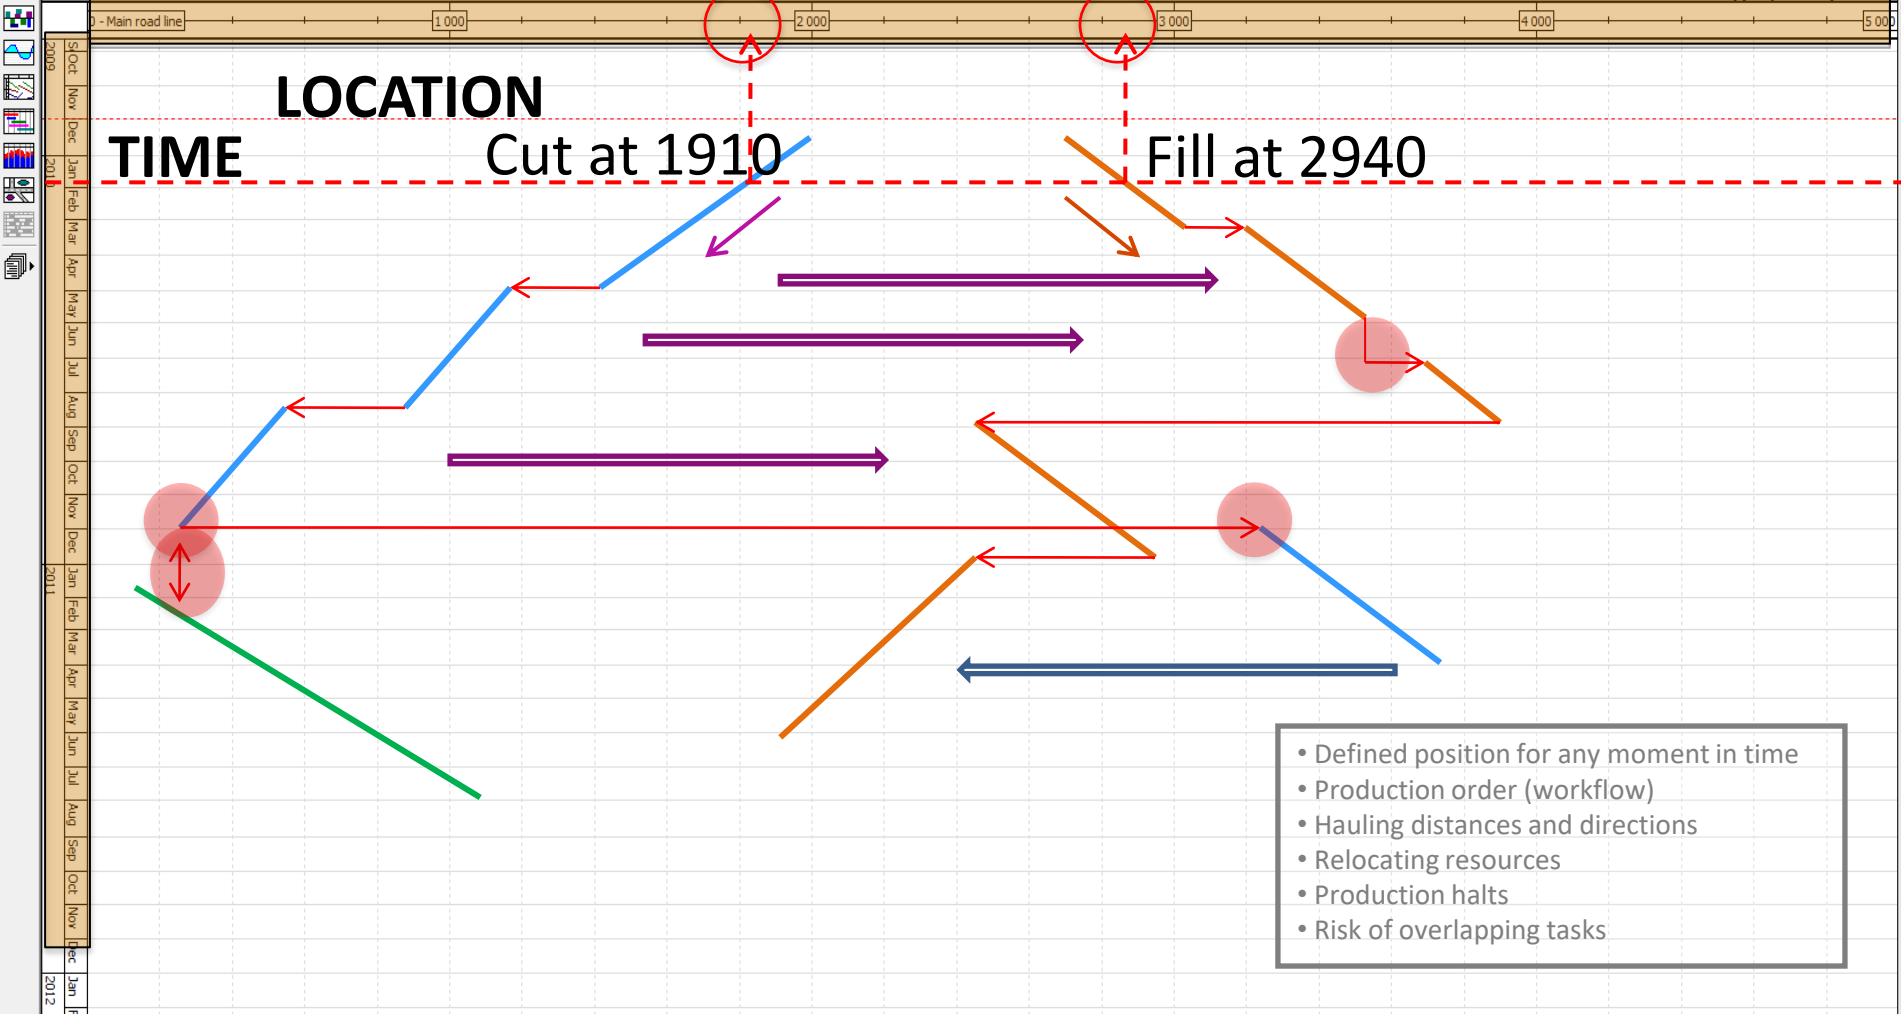 0 - Main road line
1 000
2 000
3 000
4 000
5 000
LOCATION
TIME
Cut at 1910
Fill at 2940
2009
Oct
Nov
Dec
2010
Jan
Feb
Mar
Apr
May
Jun
Jul
Aug
Sep
Oct
Nov
Dec
2011
Jan
Feb
Mar
Apr
May
Jun
Jul
Aug
Sep
Oct
Nov
Dec
2012
Jan
• Defined position for any moment in time
• Production order (workflow)
• Hauling distances and directions
• Relocating resources
• Production halts
• Risk of overlapping tasks